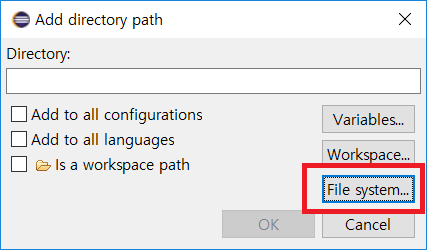 Add directory path
Directory:
Add to all configurations
Variables...
Add to all languages
Workspace...
Is a workspace path
File system...
OK
Cancel